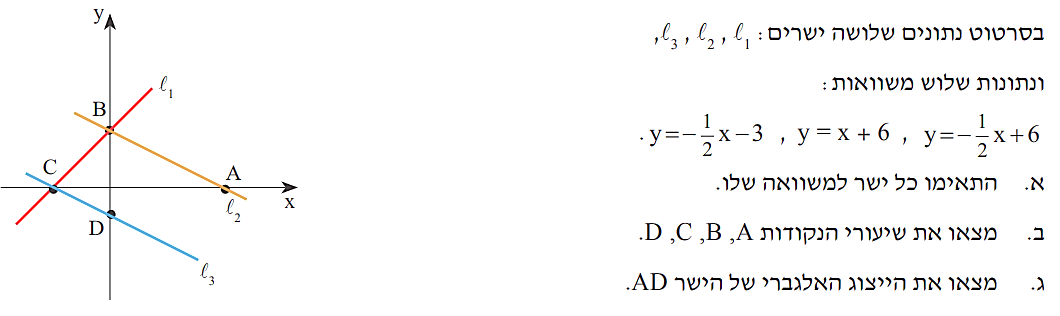 בסרטוט נתונים שלושה ישרים: ℓ₁ , ℓ₂ , ℓ₃,
ונתונות שלוש משוואות:
y=-½x+6 , y = x + 6 , y=-½x-3 .
א. התאימו כל ישר למשוואה שלו.
ב. מצאו את שיעורי הנקודות D ,C ,B ,A.
ג. מצאו את הייצוג האלגברי של הישר AD.
y
ℓ₁
B
C
A
x
ℓ₂
D
ℓ₃